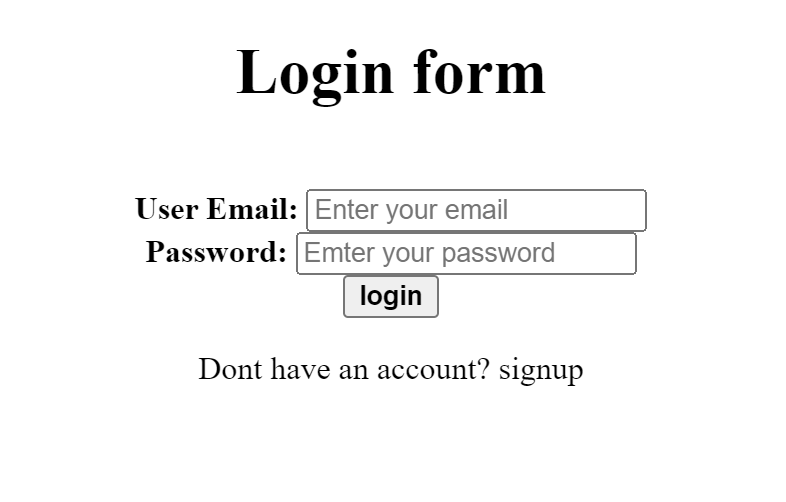 Login form
User Email: Enter your email
Password: Emter your password
login
Dont have an account? signup